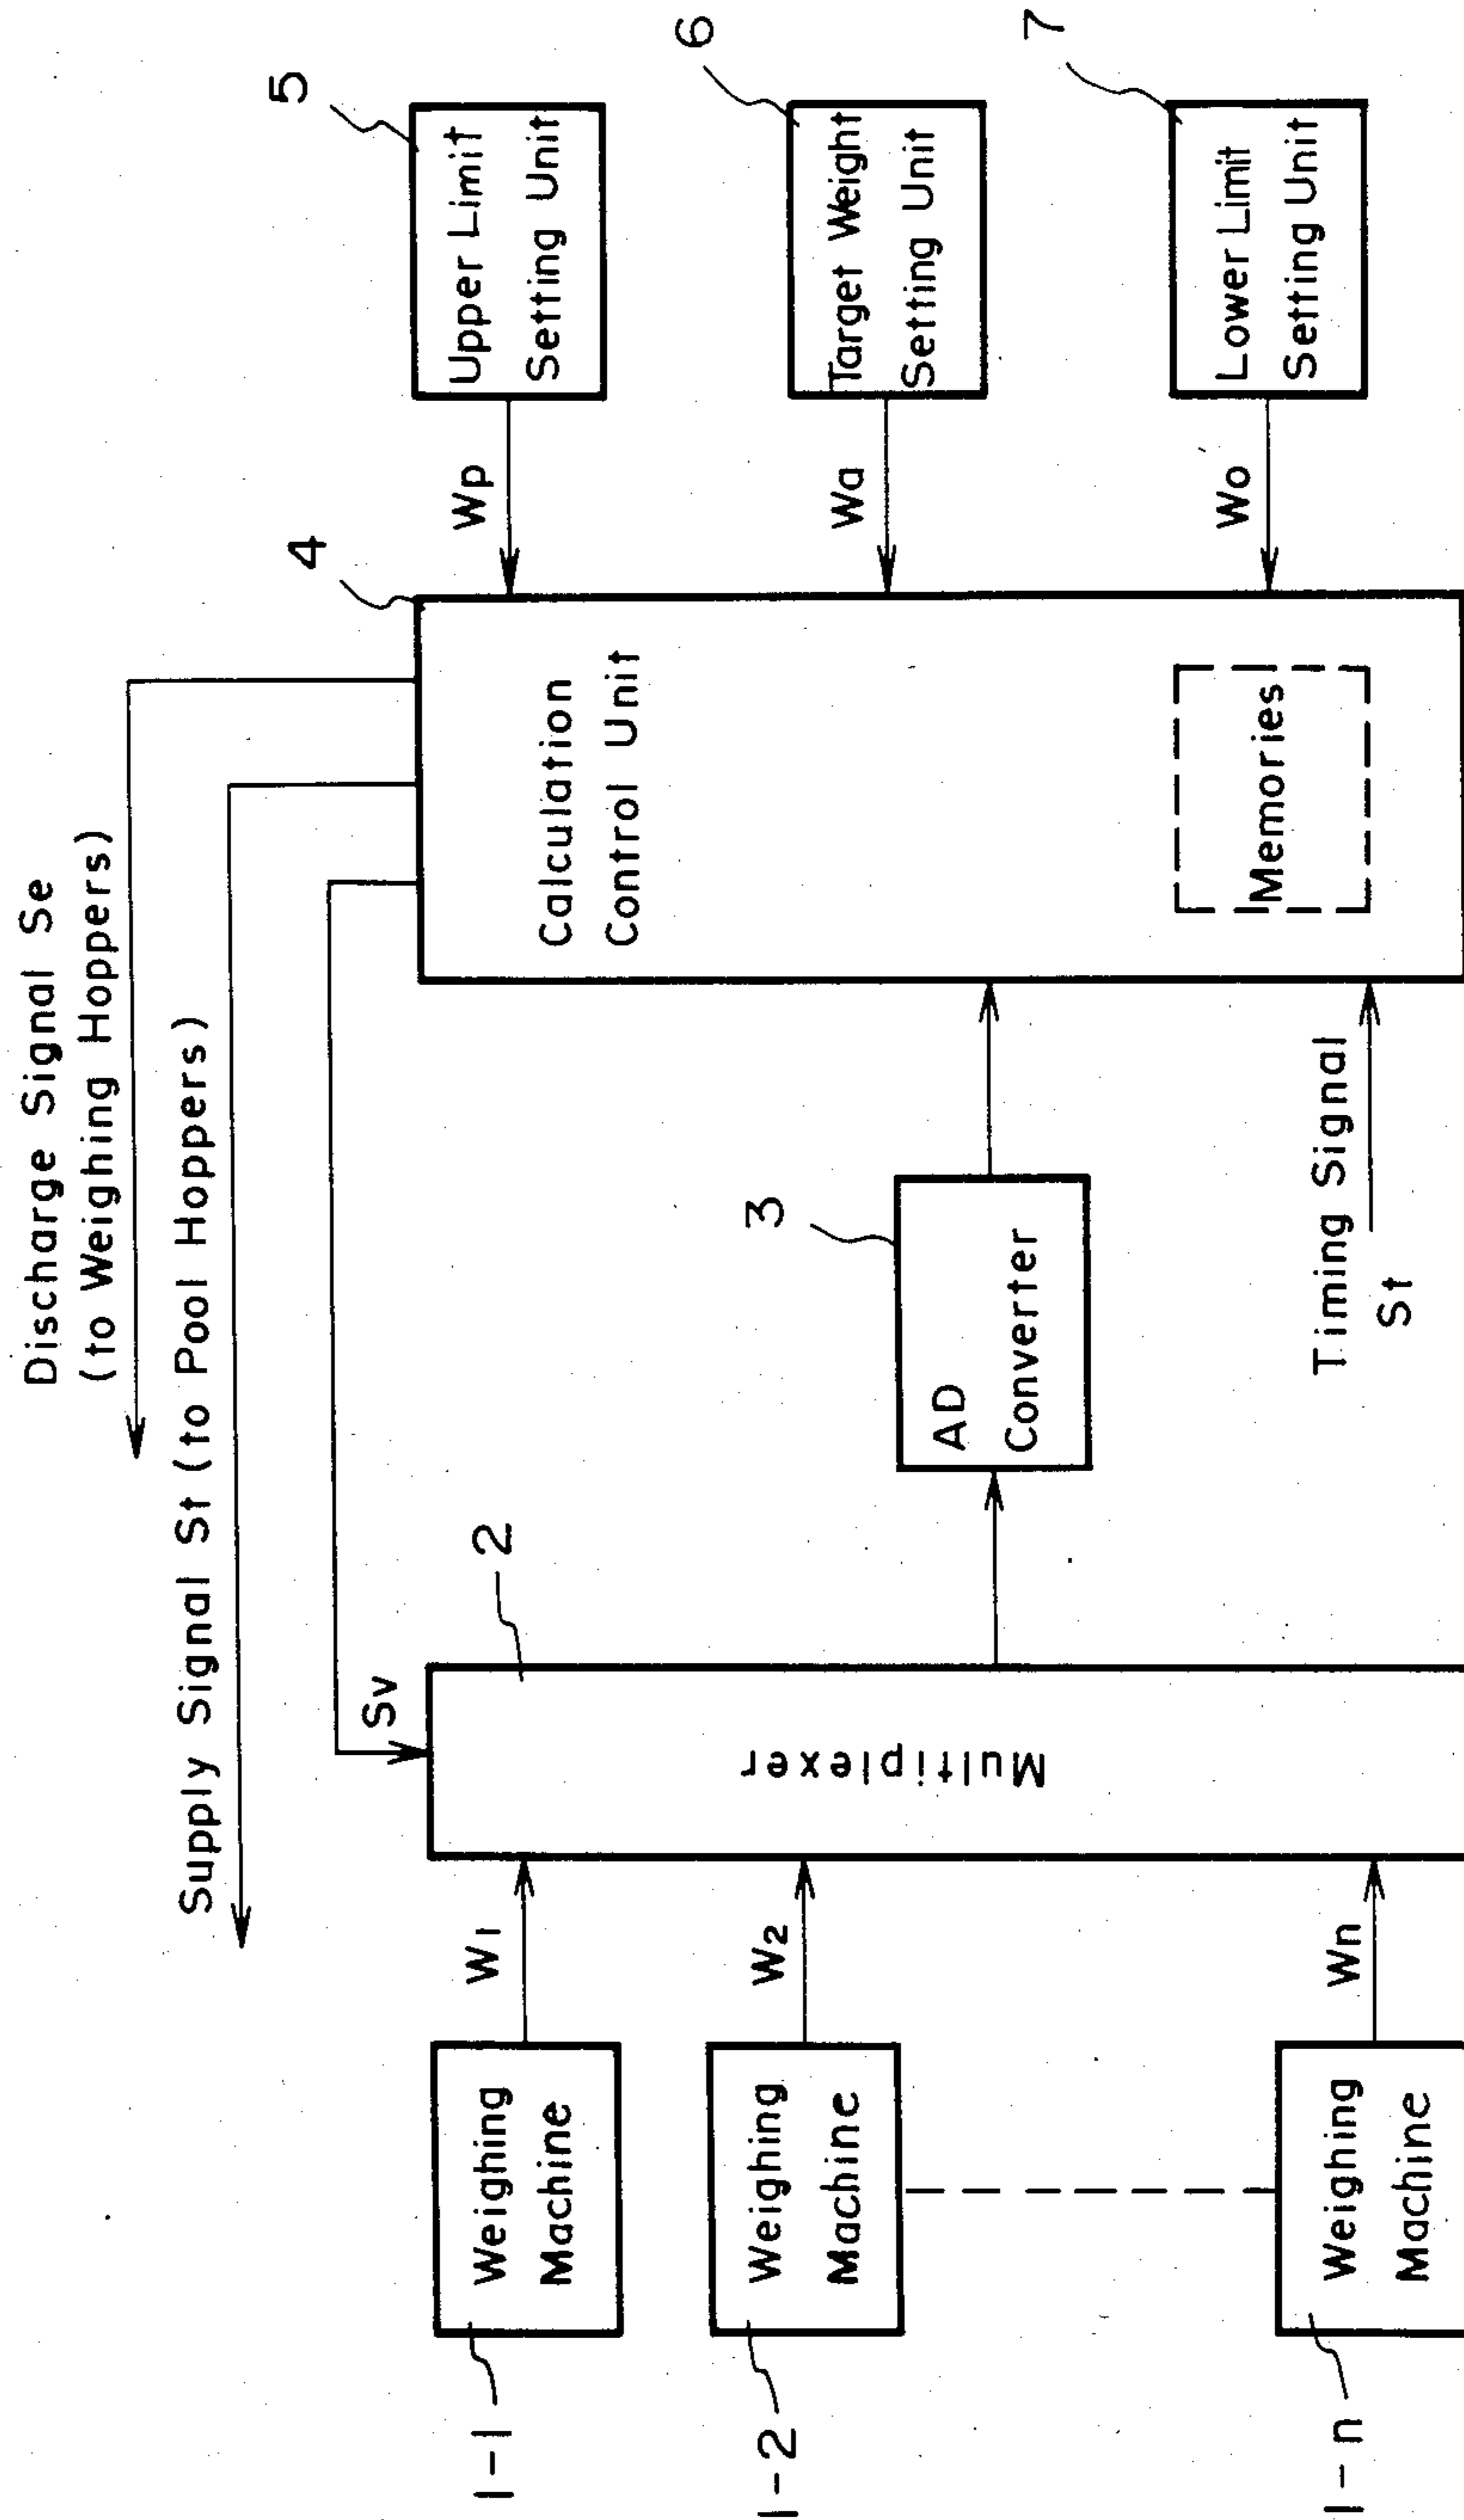 Discharge Signal Se
(to Weighing Hoppers)
Supply Signal St (to Pool Hoppers)
Sv
1-1
Weighing
Machine
W1
1-2
Weighing
Machine
W2
1-n
Weighing
Machine
Wn
2
Multiplexer
3
AD
Converter
Timing Signal
St
4
Calculation
Control Unit
Memories
Wp
5
Upper Limit
Setting Unit
Wa
6
Target Weight
Setting Unit
Wo
7
Lower Limit
Setting Unit